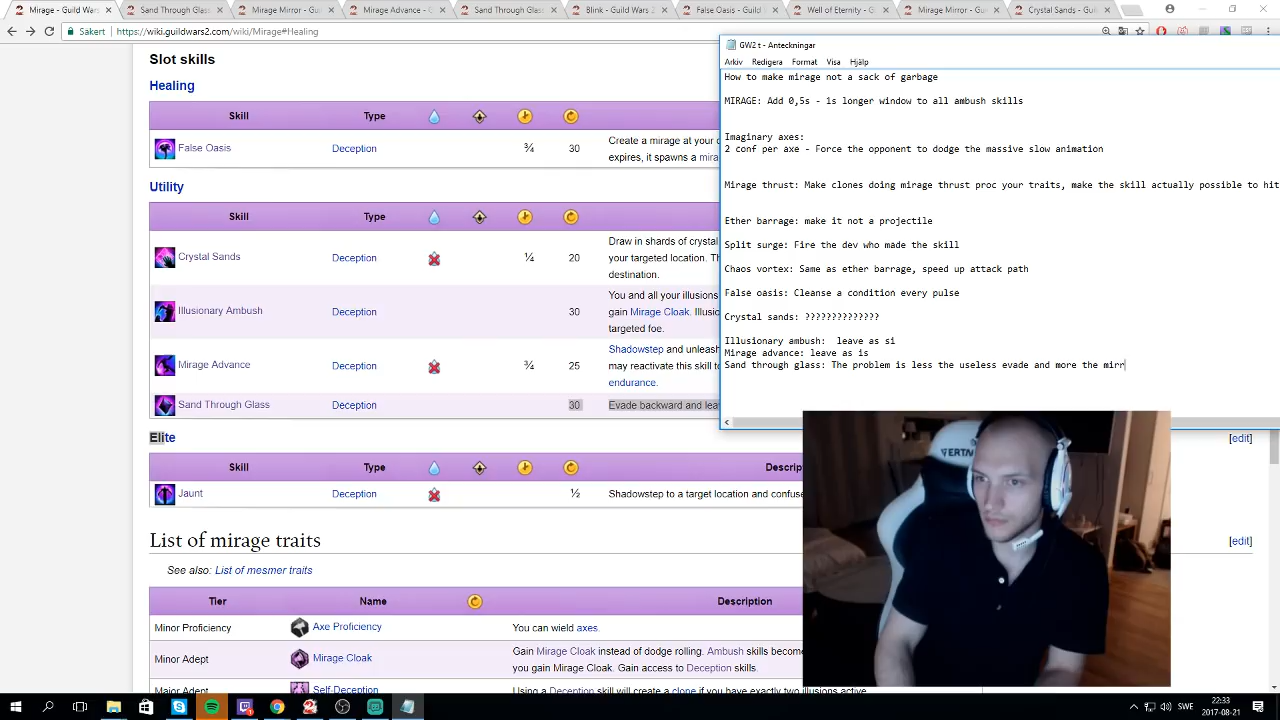 Mirage - Guild Wars
Sand Through Glass
Mirage Mirror - Guild
Mirage Advance - G
Sand Through Glass
Blink - Guild Wars 2
False Oasis - Guild
Well of Eternity - G
Mirage Mirror - Guild
Crystal Sands - Guild
Säkert
https://wiki.guildwars2.com/wiki/Mirage#Healing
Slot skills
Healing
Skill Type
False Oasis Deception ¾ 30 Create a mirage at your
expires, it spawns a mira
Utility
Skill Type
Crystal Sands Deception ¼ 20 Draw in shards of crystal
your targeted location. Th
destination.
Illusionary Ambush Deception 30 You and all your illusions
gain Mirage Cloak. Illusi
targeted foe.
Mirage Advance Deception ¾ 25 Shadowstep and unleash
may reactivate this skill to
endurance.
Sand Through Glass Deception 30 Evade backward and lea
Elite
[edit]
Skill Type Descrip
Jaunt Deception ½ Shadowstep to a target location and confuse
List of mirage traits
[edit]
See also: List of mesmer traits
Tier Name Description
Minor Proficiency Axe Proficiency You can wield axes.
Minor Adept Mirage Cloak Gain Mirage Cloak instead of dodge rolling. Ambush skills become
you gain Mirage Cloak. Gain access to Deception skills.
Major Adept Self-Deception Using a Deception skill will create a clone if you have exactly two illusions active.
GW2 t - Anteckningar
Arkiv Redigera Format Visa Hjälp
How to make mirage not a sack of garbage
MIRAGE: Add 0,5s - is longer window to all ambush skills
Imaginary axes:
2 conf per axe - Force the opponent to dodge the massive slow animation
Mirage thrust: Make clones doing mirage thrust proc your traits, make the skill actually possible to hit
Ether barrage: make it not a projectile
Split surge: Fire the dev who made the skill
Chaos vortex: Same as ether barrage, speed up attack path
False oasis: Cleanse a condition every pulse
Crystal sands: ??????????????
Illusionary ambush:  leave as si
Mirage advance: leave as is
Sand through glass: The problem is less the useless evade and more the mirr
VERTA
SWE
22:33
2017-08-21